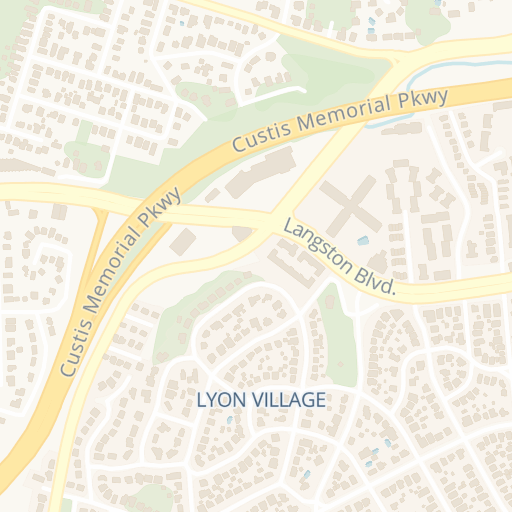 Custis Memorial Pkwy
Custis Memorial Pkwy
Langston Blvd.
LYON VILLAGE